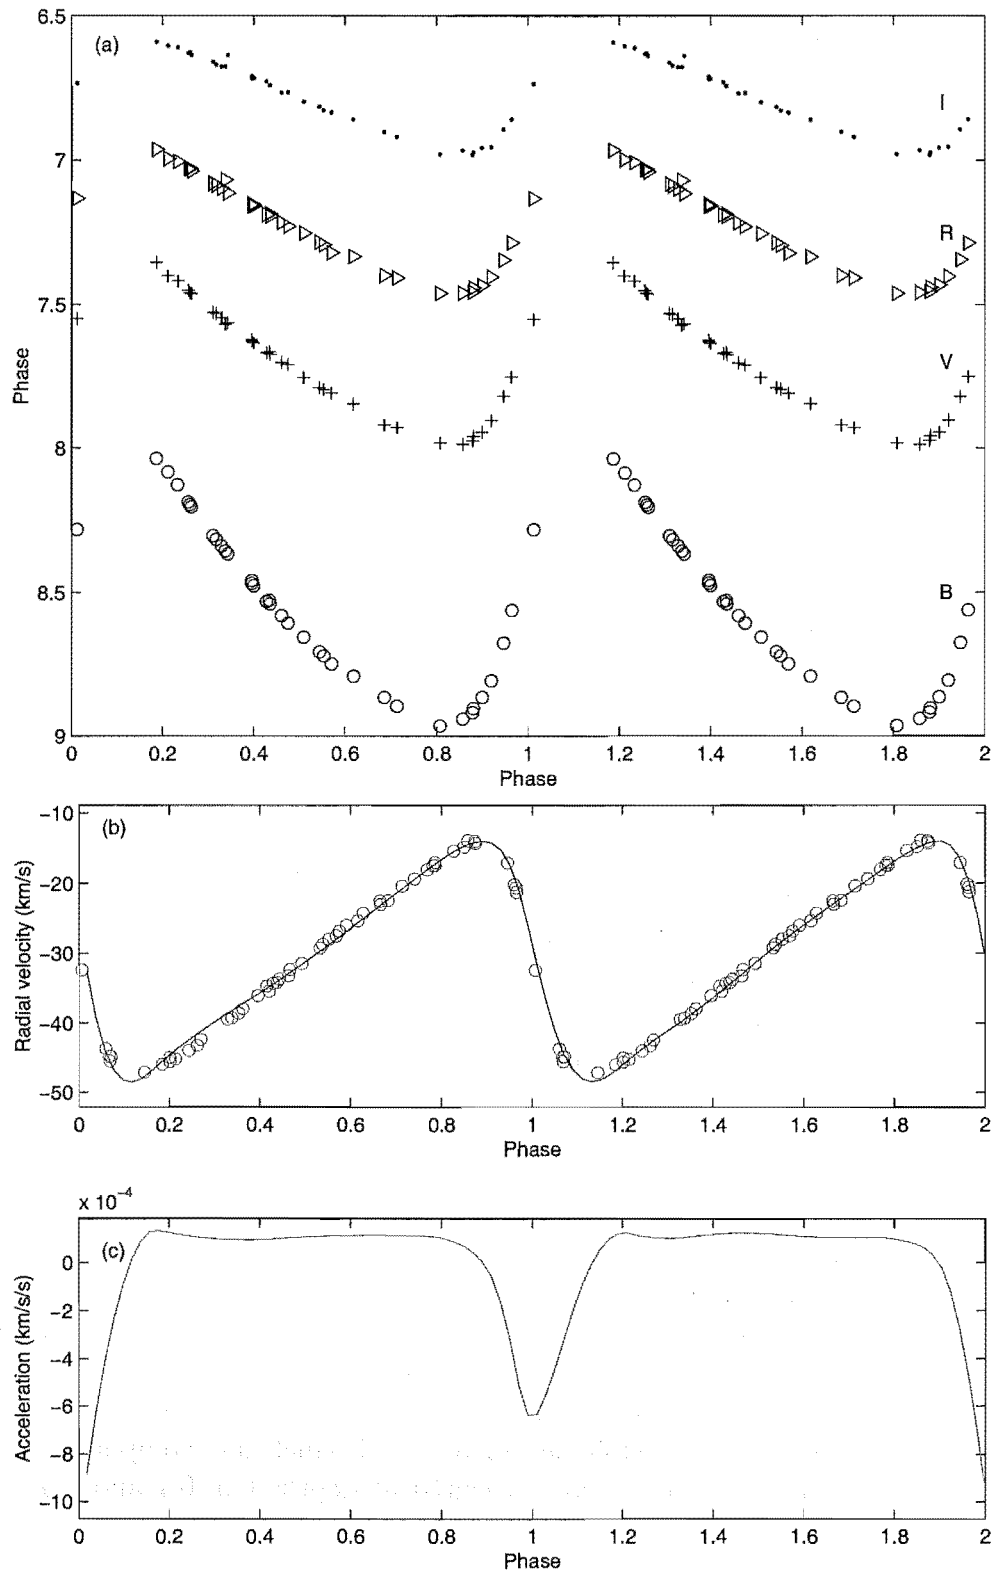 (a)
6.5
7
7.5
8
8.5
9
Phase
I
R
V
B
0 0.2 0.4 0.6 0.8 1 1.2 1.4 1.6 1.8 2
Phase
(b)
−10
−20
−30
−40
−50
Radial velocity (km/s)
0 0.2 0.4 0.6 0.8 1 1.2 1.4 1.6 1.8 2
Phase
x 10⁻⁴
(c)
0
−2
−4
−6
−8
−10
Acceleration (km/s/s)
0 0.2 0.4 0.6 0.8 1 1.2 1.4 1.6 1.8 2
Phase